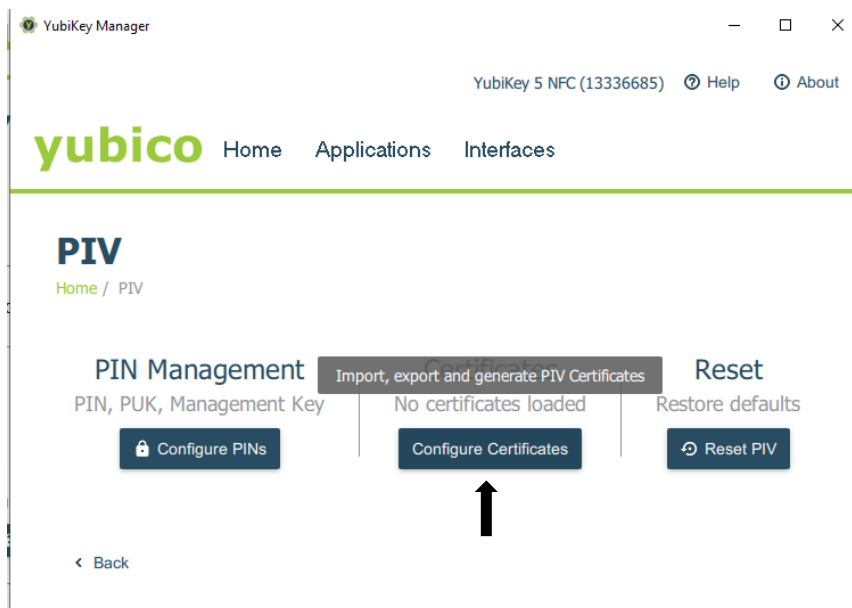 YubiKey Manager
YubiKey 5 NFC (13336685) Help About
yubico Home Applications Interfaces
PIV
Home / PIV
PIN Management Certificates Reset
Import, export and generate PIV Certificates
PIN, PUK, Management Key No certificates loaded Restore defaults
Configure PINs Configure Certificates Reset PIV
Back